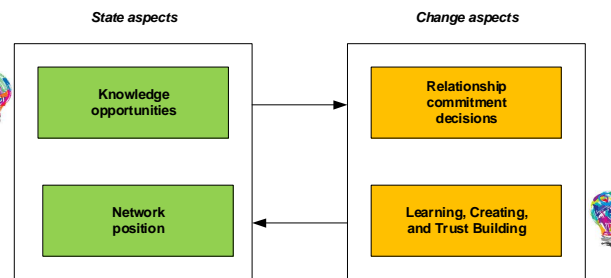 State aspects
Change aspects
Knowledge
opportunities
Relationship
commitment
decisions
Network
position
Learning, Creating,
and Trust Building